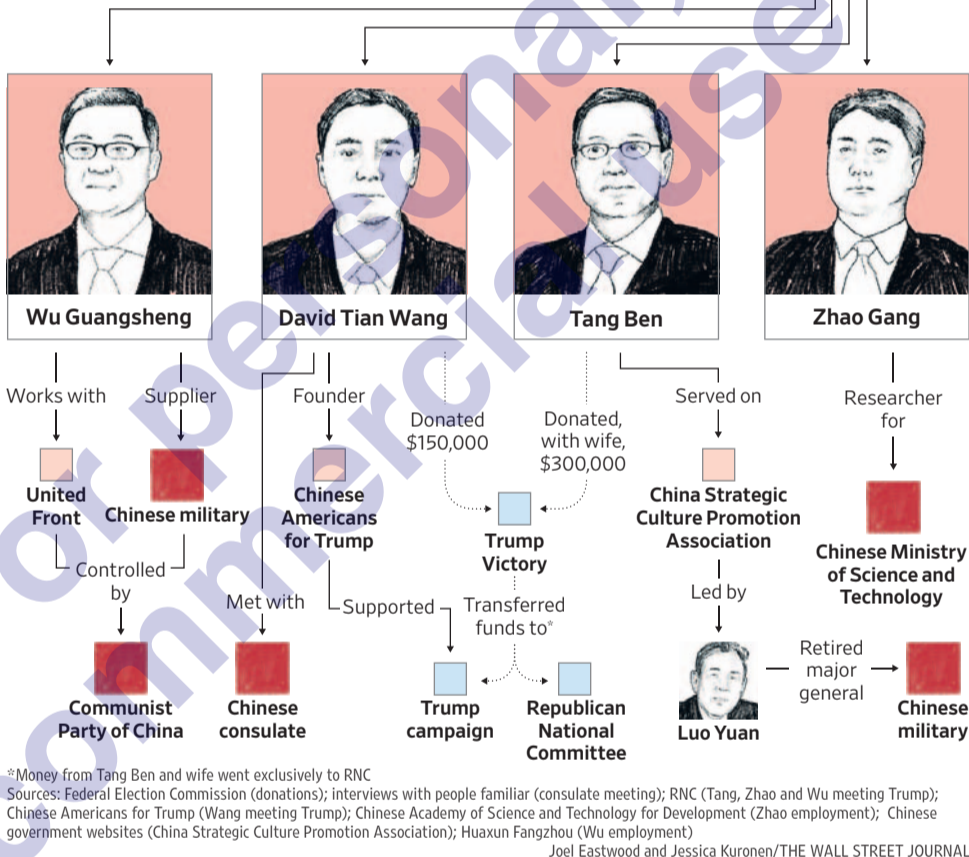 or personal,
commercial use
Wu Guangsheng
David Tian Wang
Tang Ben
Zhao Gang
Works with
Supplier
Founder
Donated
$150,000
Donated,
with wife,
$300,000
Served on
Researcher
for
United
Front
Chinese military
Chinese
Americans
for Trump
Trump
Victory
China Strategic
Culture Promotion
Association
Chinese Ministry
of Science and
Technology
Controlled
by
Met with
Supported
Transferred
funds to*
Led by
Retired
major
general
Communist
Party of China
Chinese
consulate
Trump
campaign
Republican
National
Committee
Luo Yuan
Chinese
military
*Money from Tang Ben and wife went exclusively to RNC
Sources: Federal Election Commission (donations); interviews with people familiar (consulate meeting); RNC (Tang, Zhao and Wu meeting Trump);
Chinese Americans for Trump (Wang meeting Trump); Chinese Academy of Science and Technology for Development (Zhao employment); Chinese
government websites (China Strategic Culture Promotion Association); Huaxun Fangzhou (Wu employment)
Joel Eastwood and Jessica Kuronen/THE WALL STREET JOURNAL